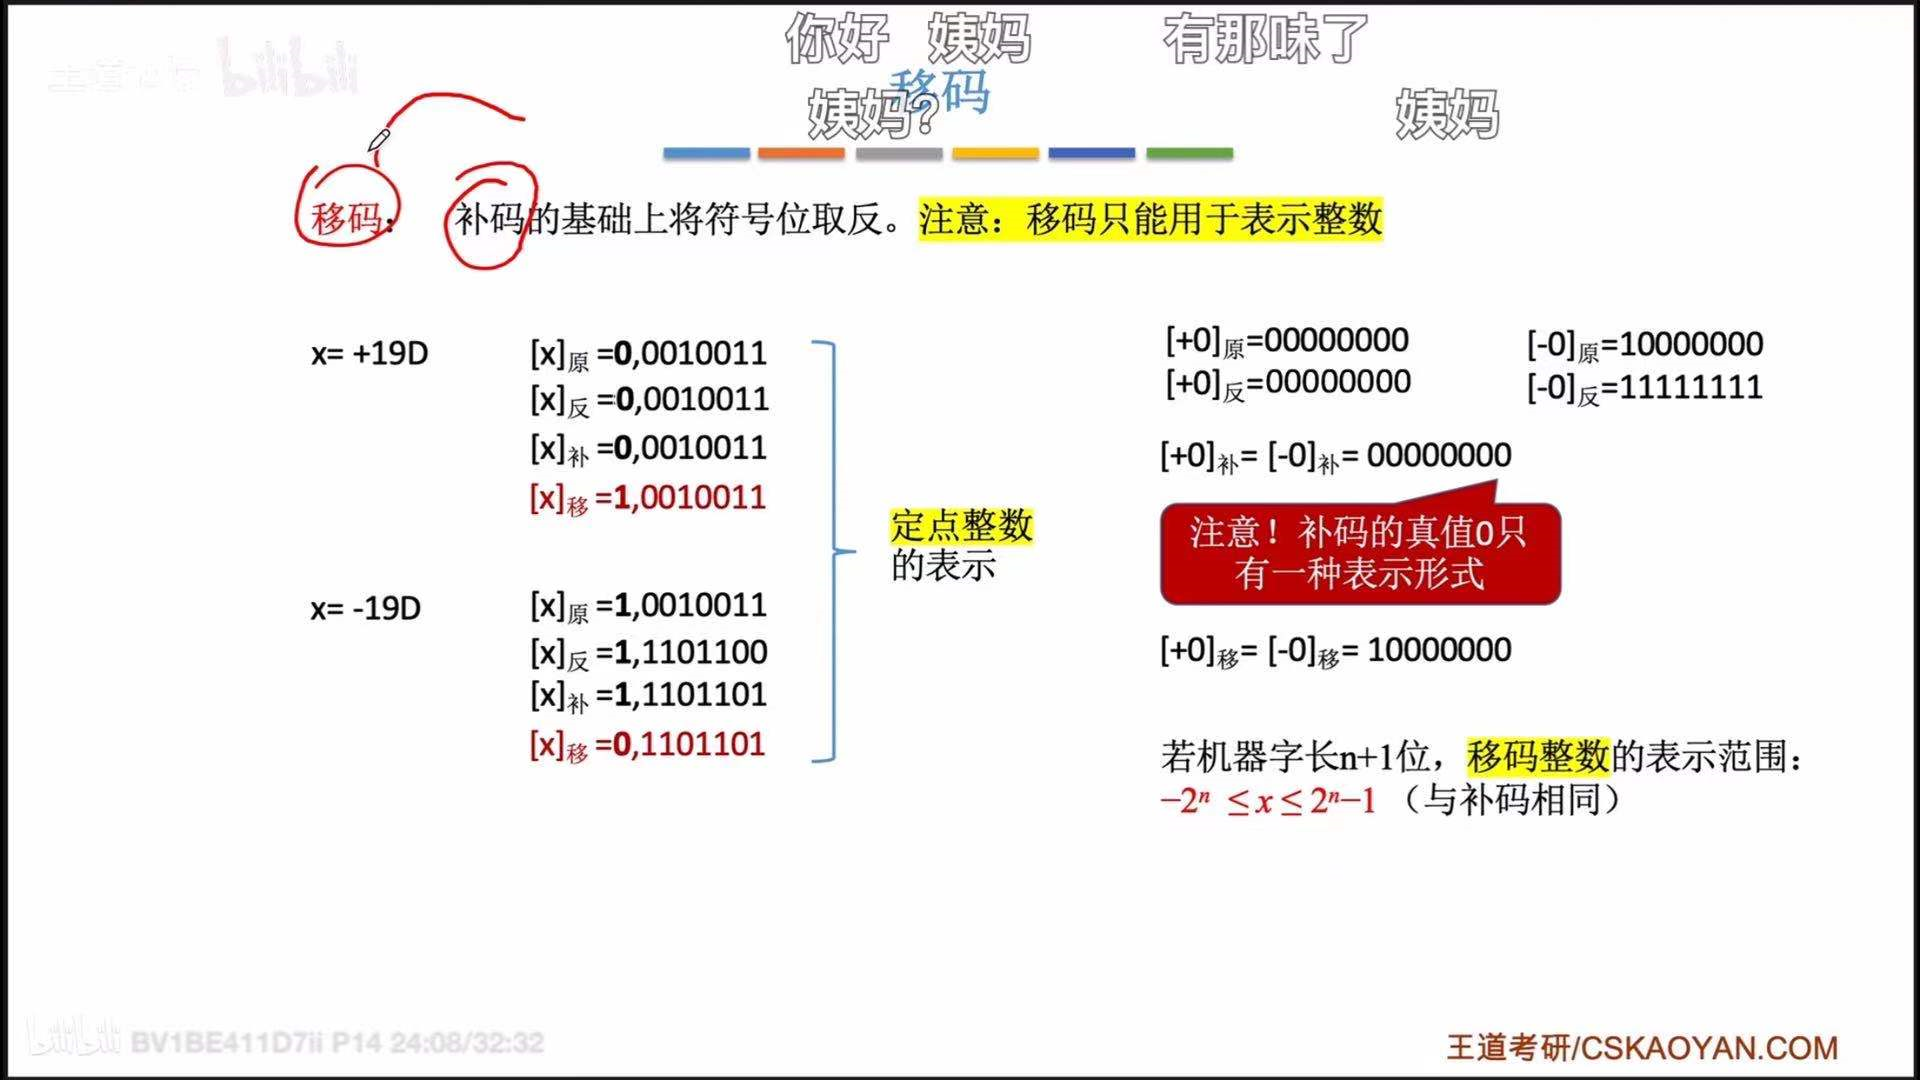 bilibili
你好 姨妈 有那味了
移码
姨妈? 姨妈
移码： 补码的基础上将符号位取反。注意：移码只能用于表示整数
x= +19D
[x]原 =0,0010011
[x]反 =0,0010011
[x]补 =0,0010011
[x]移 =1,0010011
x= -19D
[x]原 =1,0010011
[x]反 =1,1101100
[x]补 =1,1101101
[x]移 =0,1101101
定点整数
的表示
[+0]原=00000000 [-0]原=10000000
[+0]反=00000000 [-0]反=11111111
[+0]补= [-0]补= 00000000
注意！补码的真值0只
有一种表示形式
[+0]移= [-0]移= 10000000
若机器字长n+1位，移码整数的表示范围：
−2ⁿ ≤ x ≤ 2ⁿ−1 （与补码相同）
bilibili BV1BE411D7ii P14 24:08/32:32
王道考研/CSKAOYAN.COM